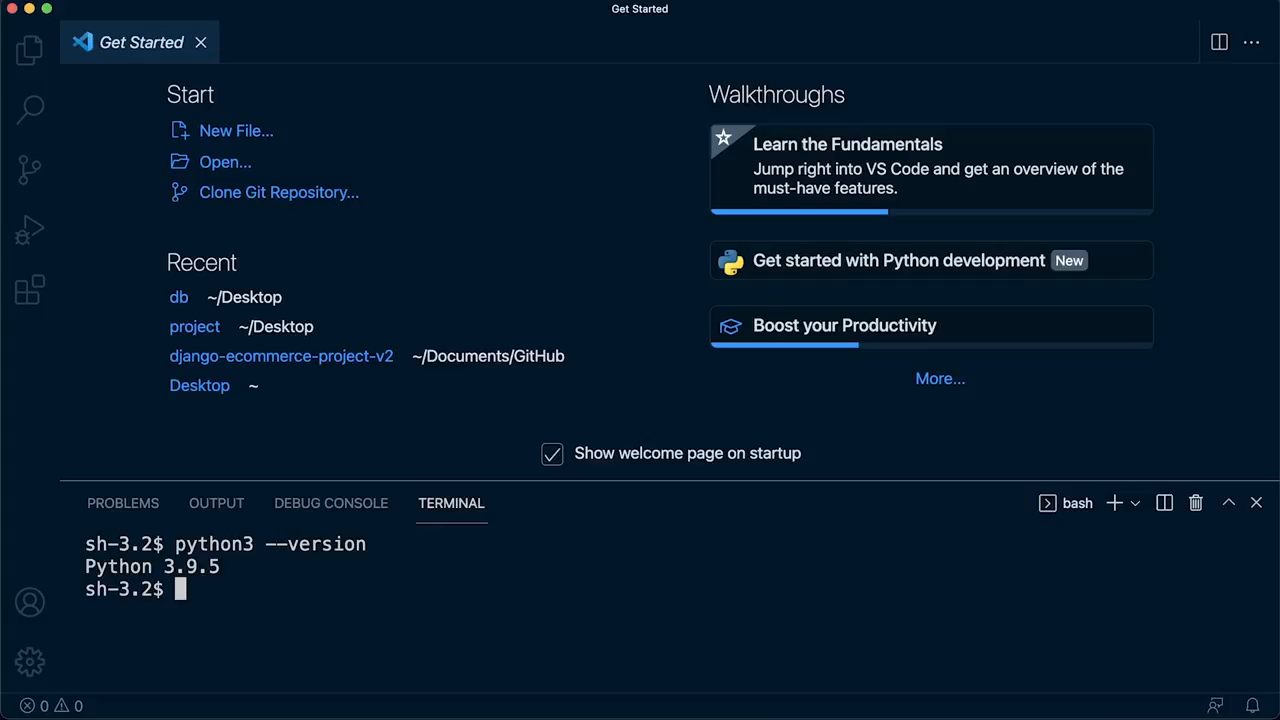 Get Started
Get Started
Start
New File...
Open...
Clone Git Repository...
Recent
db ~/Desktop
project ~/Desktop
django-ecommerce-project-v2 ~/Documents/GitHub
Desktop ~
Walkthroughs
Learn the Fundamentals
Jump right into VS Code and get an overview of the
must-have features.
Get started with Python development New
Boost your Productivity
More...
Show welcome page on startup
PROBLEMS OUTPUT DEBUG CONSOLE TERMINAL
bash
sh-3.2$ python3 --version
Python 3.9.5
sh-3.2$
0 0